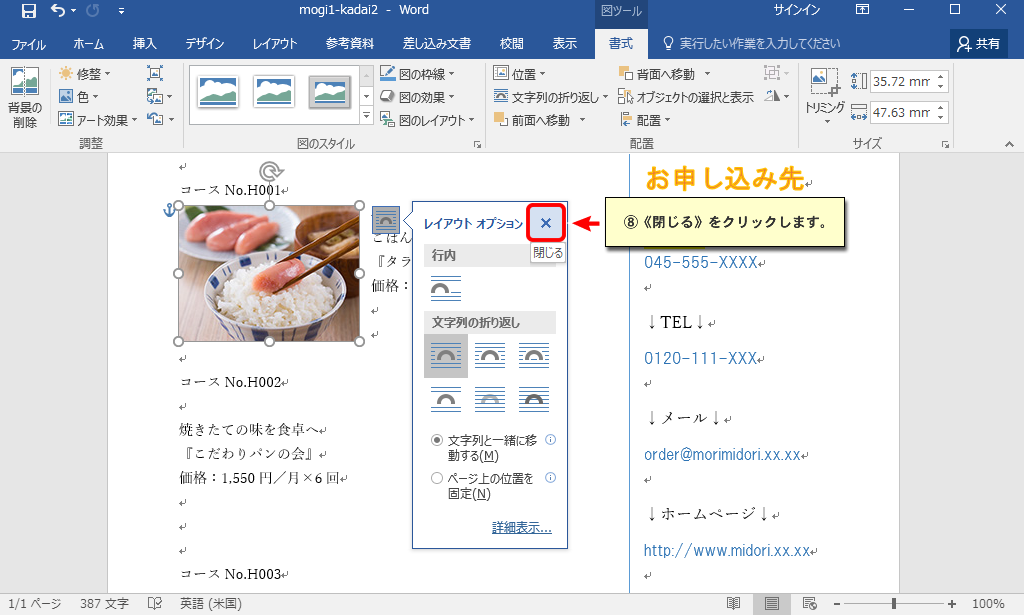 mogi1-kadai2 - Word
図ツール
サインイン
ファイル ホーム 挿入 デザイン レイアウト 参考資料 差し込み文書 校閲 表示 書式 実行したい作業を入力してください 共有
背景の
削除
修整
色
アート効果
調整
図の枠線
図の効果
図のレイアウト
図のスタイル
位置
文字列の折り返し
前面へ移動
背面へ移動
オブジェクトの選択と表示
配置
配置
トリミング
35.72 mm
47.63 mm
サイズ
コース No.H001
ごはん
『タラ
価格：
コース No.H002
焼きたての味を食卓へ
『こだわりパンの会』
価格：1,550 円／月×6 回
コース No.H003
レイアウト オプション
閉じる
行内
文字列の折り返し
文字列と一緒に移
動する(M)
ページ上の位置を
固定(N)
詳細表示...
⑧《閉じる》をクリックします。
お申し込み先
045-555-XXXX
↓TEL↓
0120-111-XXX
↓メール↓
order@morimidori.xx.xx
↓ホームページ↓
http://www.midori.xx.xx
1/1 ページ 387 文字 英語 (米国) 100%